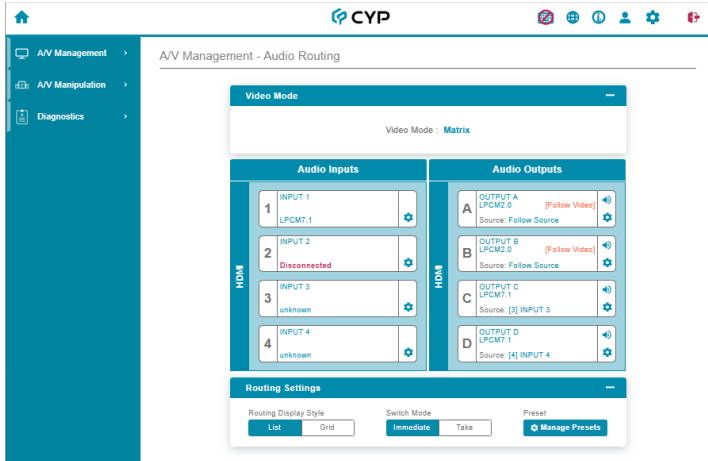 CYP
A/V Management
A/V Manipulation
Diagnostics
A/V Management - Audio Routing
Video Mode
Video Mode : Matrix
Audio Inputs
HDMI
1
INPUT 1
LPCM7.1
2
INPUT 2
Disconnected
3
INPUT 3
unknown
4
INPUT 4
unknown
Audio Outputs
HDMI
A
OUTPUT A
LPCM2.0 [Follow Video]
Source: Follow Source
B
OUTPUT B
LPCM2.0 [Follow Video]
Source: Follow Source
C
OUTPUT C
LPCM7.1
Source: [3] INPUT 3
D
OUTPUT D
LPCM7.1
Source: [4] INPUT 4
Routing Settings
Routing Display Style
List Grid
Switch Mode
Immediate Take
Preset
Manage Presets